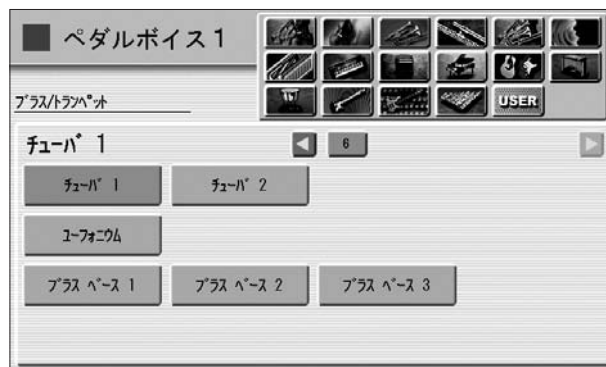 ペダルボイス1
ブラス/トランペット
USER
チューバ 1
6
チューバ 1 チューバ 2
ユーフォニウム
ブラス ベース 1 ブラス ベース 2 ブラス ベース 3